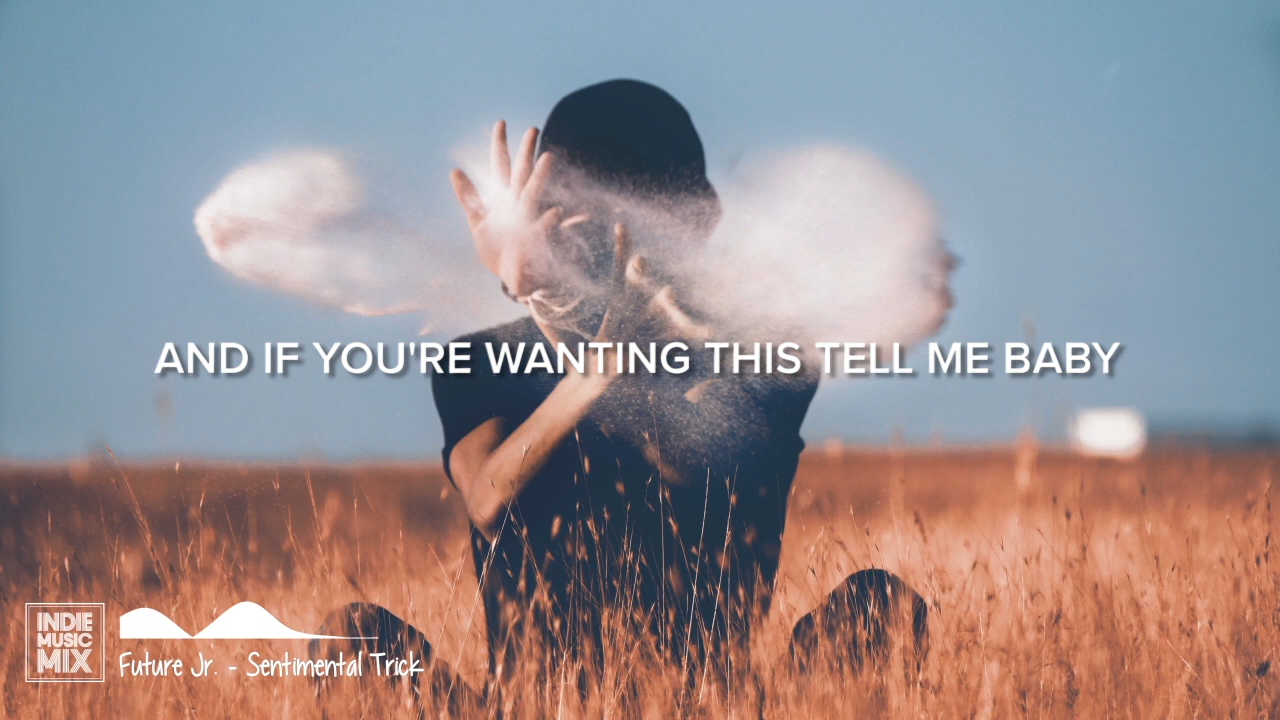 AND IF YOU'RE WANTING THIS TELL ME BABY
INDIE
MUSIC
MIX
Future Jr. - Sentimental Trick